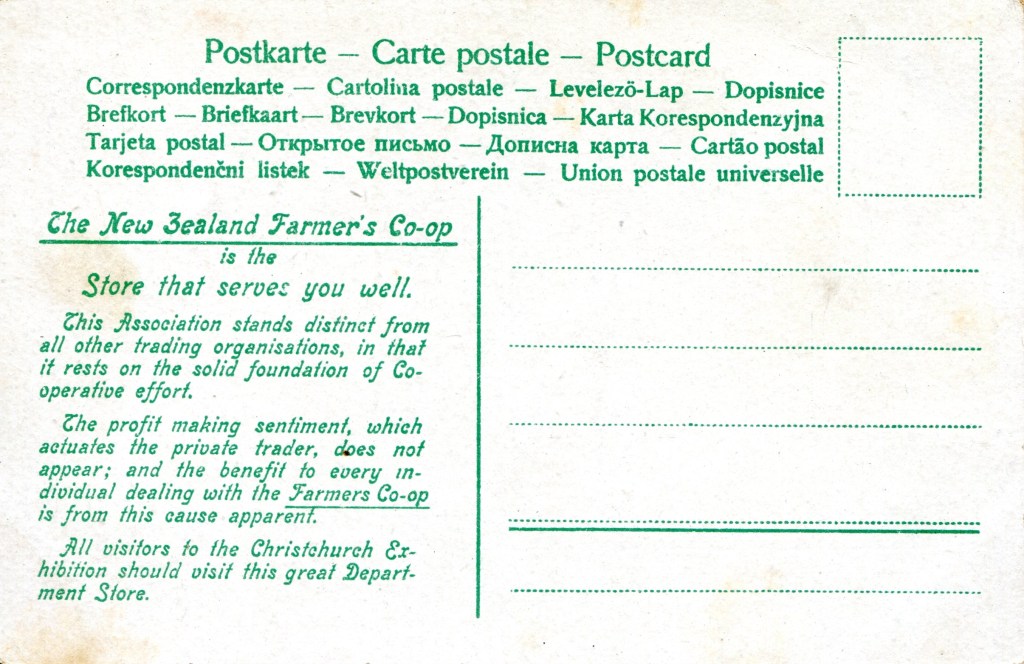 Postkarte – Carte postale – Postcard
Correspondenzkarte — Cartolina postale — Levelezö-Lap — Dopisnice
Brefkort — Briefkaart — Brevkort — Dopisnica — Karta Korespondenzyjna
Tarjeta postal — Открытое письмо — Дописна карта — Cartão postal
Korespondenčni listek — Weltpostverein — Union postale universelle
The New Zealand Farmer's Co-op
is the
Store that serves you well.
This Association stands distinct from
all other trading organisations, in that
it rests on the solid foundation of Co-
operative effort.
The profit making sentiment, which
actuates the private trader, does not
appear; and the benefit to every in-
dividual dealing with the Farmers Co-op
is from this cause apparent.
All visitors to the Christchurch Ex-
hibition should visit this great Depart-
ment Store.